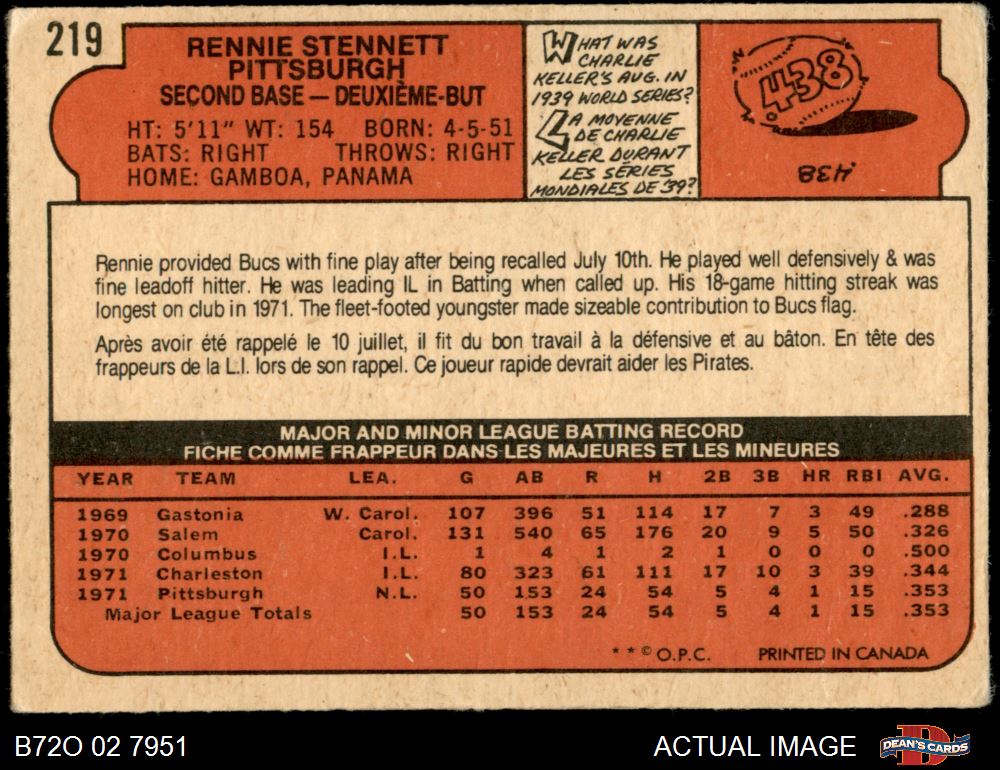 219
RENNIE STENNETT
PITTSBURGH
SECOND BASE — DEUXIÈME-BUT
HT: 5'11" WT: 154 BORN: 4-5-51
BATS: RIGHT THROWS: RIGHT
HOME: GAMBOA, PANAMA
WHAT WAS
CHARLIE
KELLER'S AUG. IN
1939 WORLD SERIES?
LA MOYENNE
DE CHARLIE
KELLER DURANT
LES SÉRIES
MONDIALES DE 39?
438
.438
Rennie provided Bucs with fine play after being recalled July 10th. He played well defensively & was
fine leadoff hitter. He was leading IL in Batting when called up. His 18-game hitting streak was
longest on club in 1971. The fleet-footed youngster made sizeable contribution to Bucs flag.
Après avoir été rappelé le 10 juillet, il fit du bon travail à la défensive et au bâton. En tête des
frappeurs de la L.I. lors de son rappel. Ce joueur rapide devrait aider les Pirates.
MAJOR AND MINOR LEAGUE BATTING RECORD
FICHE COMME FRAPPEUR DANS LES MAJEURES ET LES MINEURES
YEAR TEAM LEA. G AB R H 2B 3B HR RBI AVG.
1969 Gastonia W. Carol. 107 396 51 114 17 7 3 49 .288
1970 Salem Carol. 131 540 65 176 20 9 5 50 .326
1970 Columbus I.L. 1 4 1 2 1 0 0 0 .500
1971 Charleston I.L. 80 323 61 111 17 10 3 39 .344
1971 Pittsburgh N.L. 50 153 24 54 5 4 1 15 .353
Major League Totals 50 153 24 54 5 4 1 15 .353
* * © O.P.C. PRINTED IN CANADA
B72O 02 7951
ACTUAL IMAGE
D
DEAN'S CARDS